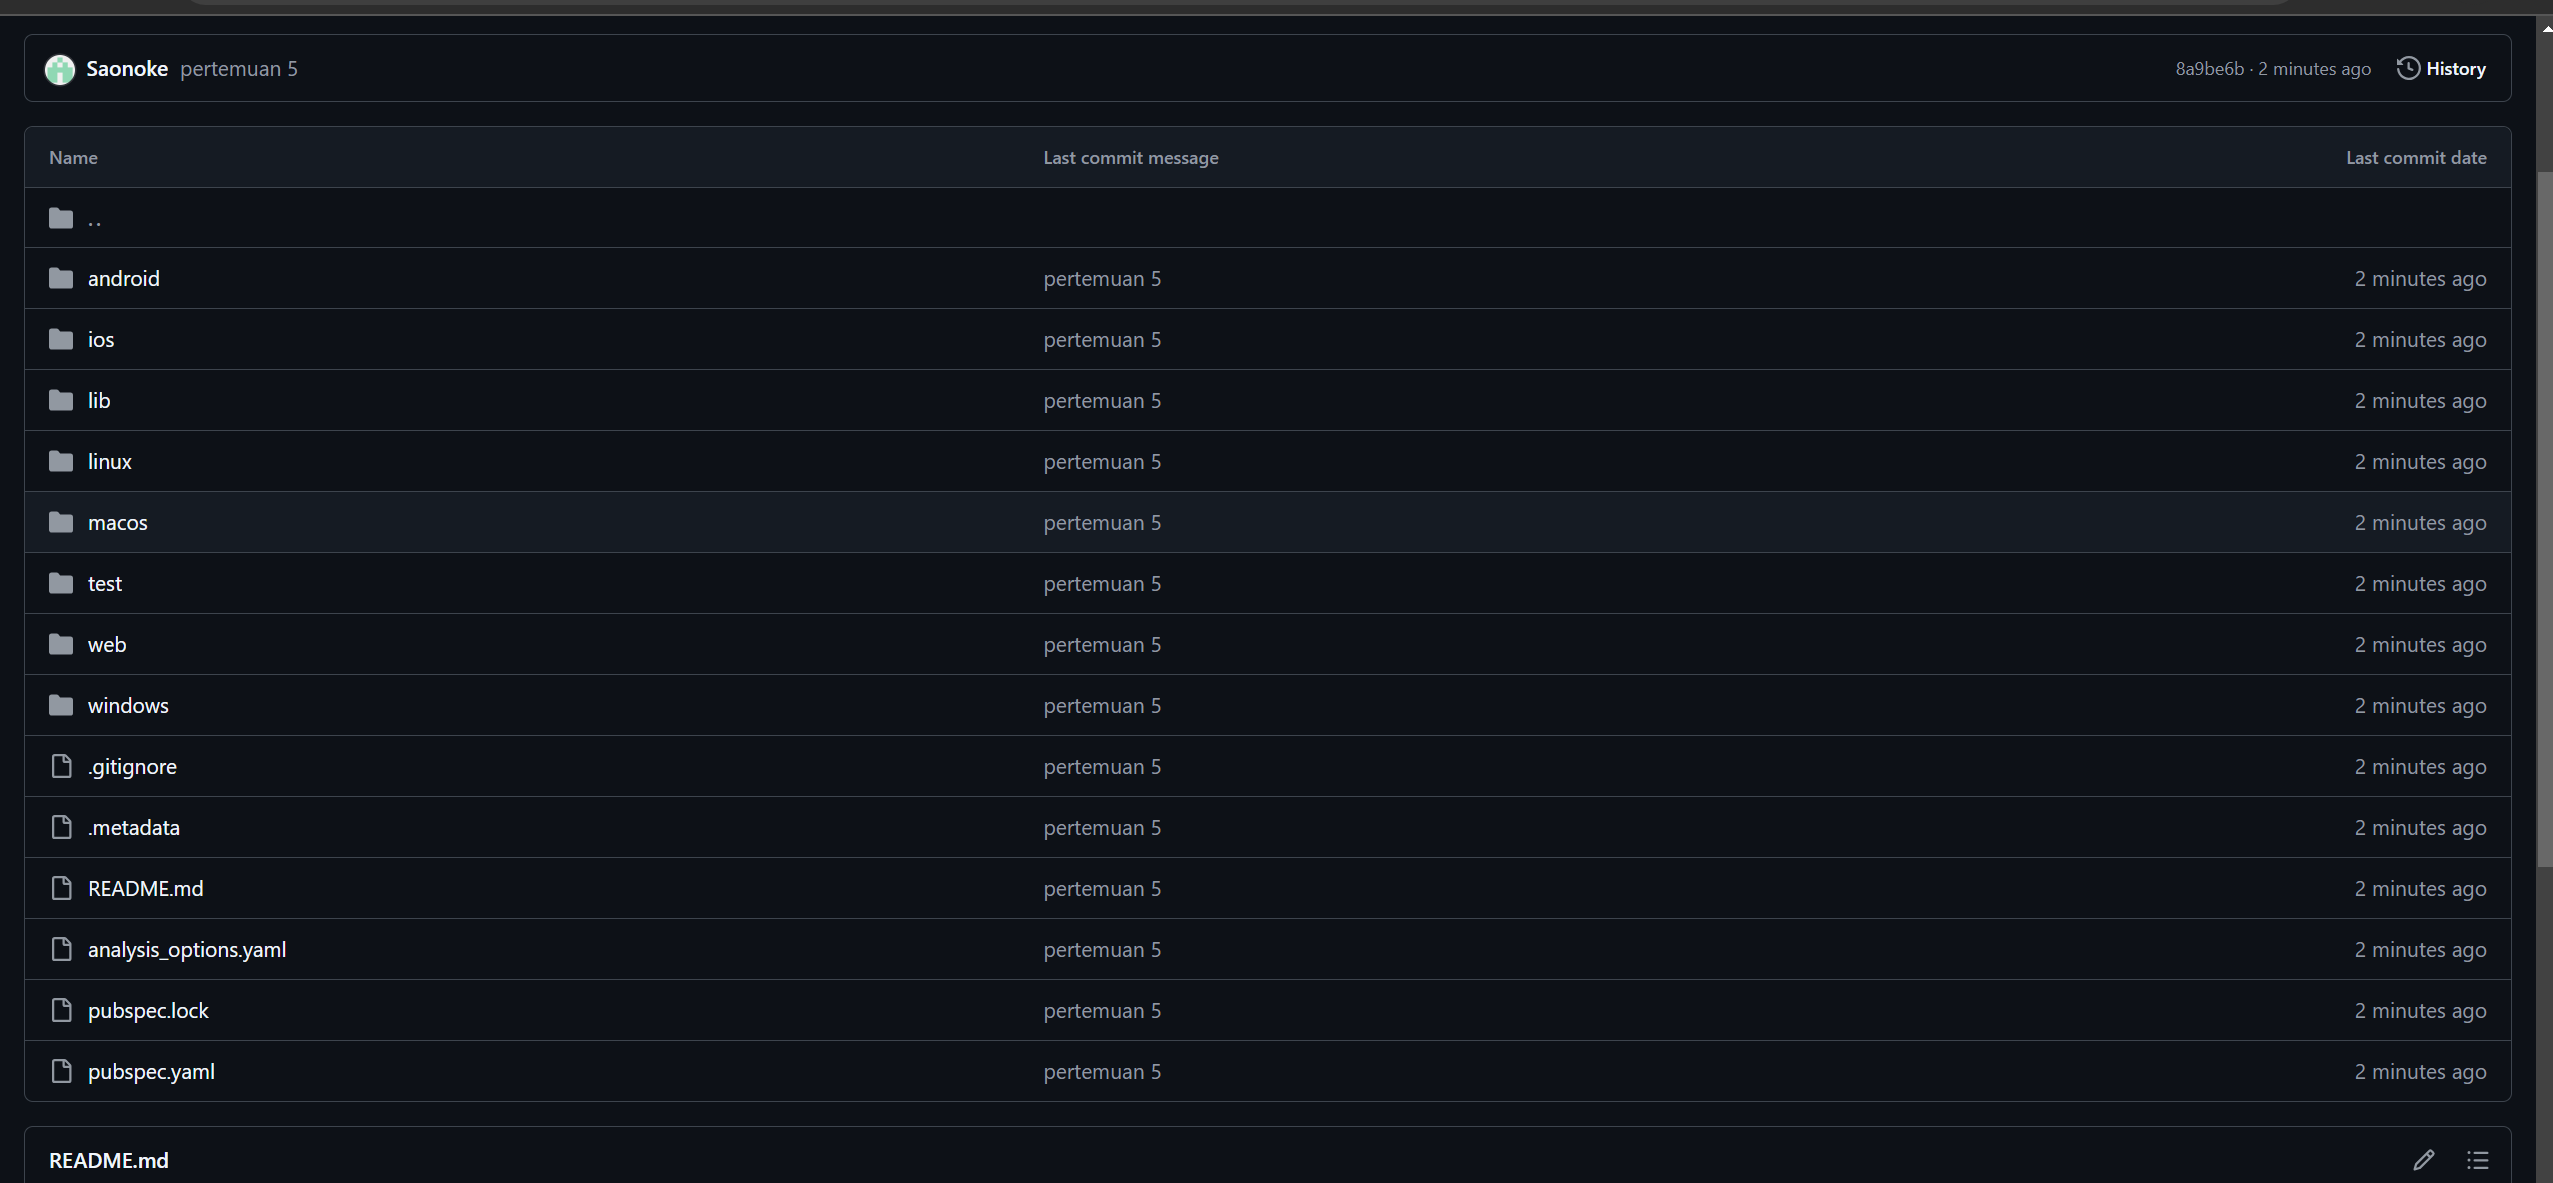 Saonoke pertemuan 5 8a9be6b · 2 minutes ago History
Name Last commit message Last commit date
..
android pertemuan 5 2 minutes ago
ios pertemuan 5 2 minutes ago
lib pertemuan 5 2 minutes ago
linux pertemuan 5 2 minutes ago
macos pertemuan 5 2 minutes ago
test pertemuan 5 2 minutes ago
web pertemuan 5 2 minutes ago
windows pertemuan 5 2 minutes ago
.gitignore pertemuan 5 2 minutes ago
.metadata pertemuan 5 2 minutes ago
README.md pertemuan 5 2 minutes ago
analysis_options.yaml pertemuan 5 2 minutes ago
pubspec.lock pertemuan 5 2 minutes ago
pubspec.yaml pertemuan 5 2 minutes ago
README.md